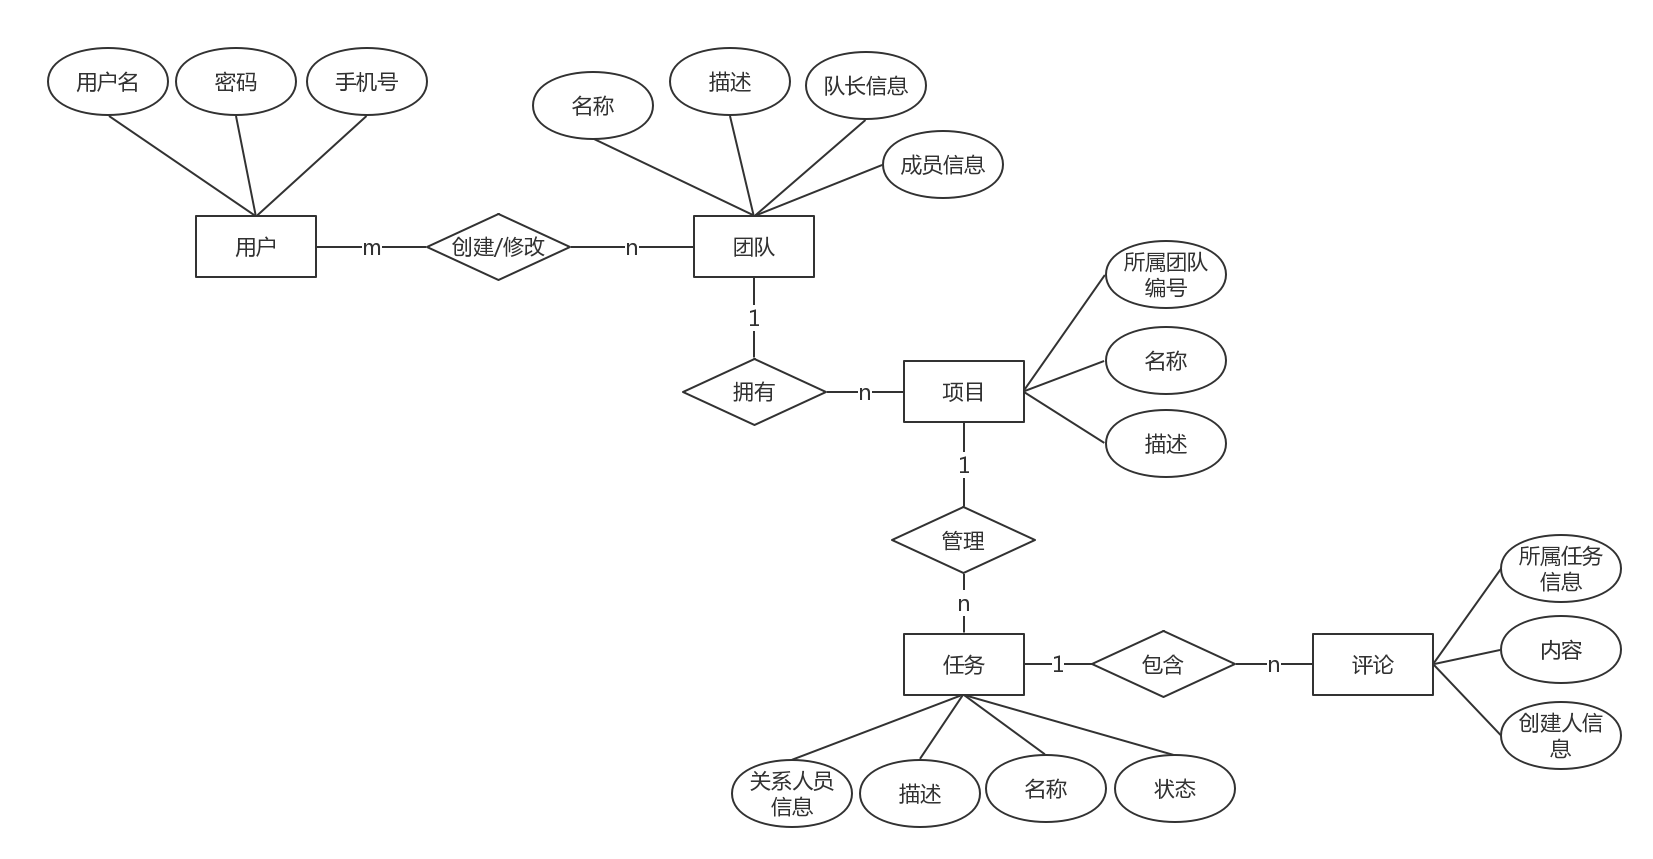 用户名
密码
手机号
名称
描述
队长信息
成员信息
用户
m
创建/修改
n
团队
1
拥有
n
项目
所属团队
编号
名称
描述
1
管理
n
任务
1
包含
n
评论
所属任务
信息
内容
创建人信
息
关系人员
信息
描述
名称
状态